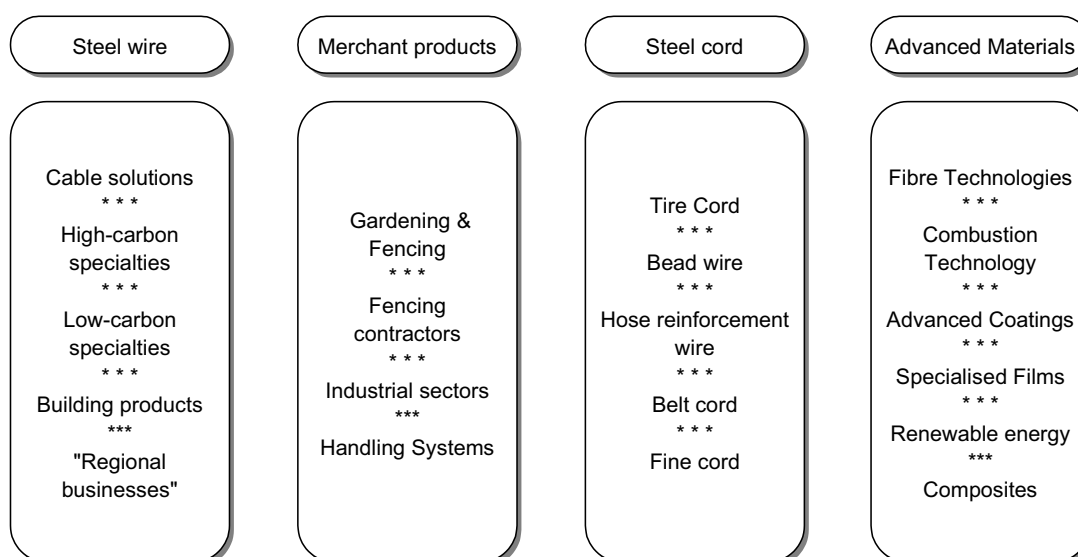 Steel wire
Merchant products
Steel cord
Advanced Materials
Cable solutions
* * *
High-carbon
specialties
* * *
Low-carbon
specialties
* * *
Building products
***
"Regional
businesses"
Gardening &
Fencing
* * *
Fencing
contractors
* * *
Industrial sectors
***
Handling Systems
Tire Cord
* * *
Bead wire
* * *
Hose reinforcement
wire
* * *
Belt cord
* * *
Fine cord
Fibre Technologies
* * *
Combustion
Technology
* * *
Advanced Coatings
* * *
Specialised Films
* * *
Renewable energy
***
Composites